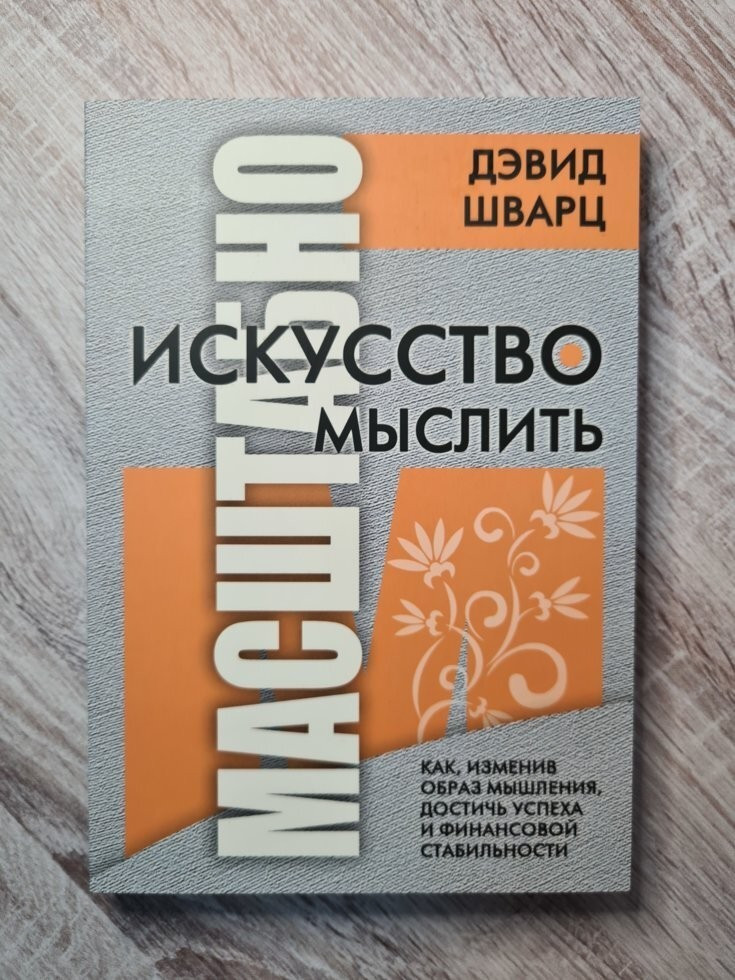 ДЭВИД
ШВАРЦ
ИСКУССТВО
МЫСЛИТЬ
МАСШТАБНО
КАК, ИЗМЕНИВ
ОБРАЗ МЫШЛЕНИЯ,
ДОСТИЧЬ УСПЕХА
И ФИНАНСОВОЙ
СТАБИЛЬНОСТИ